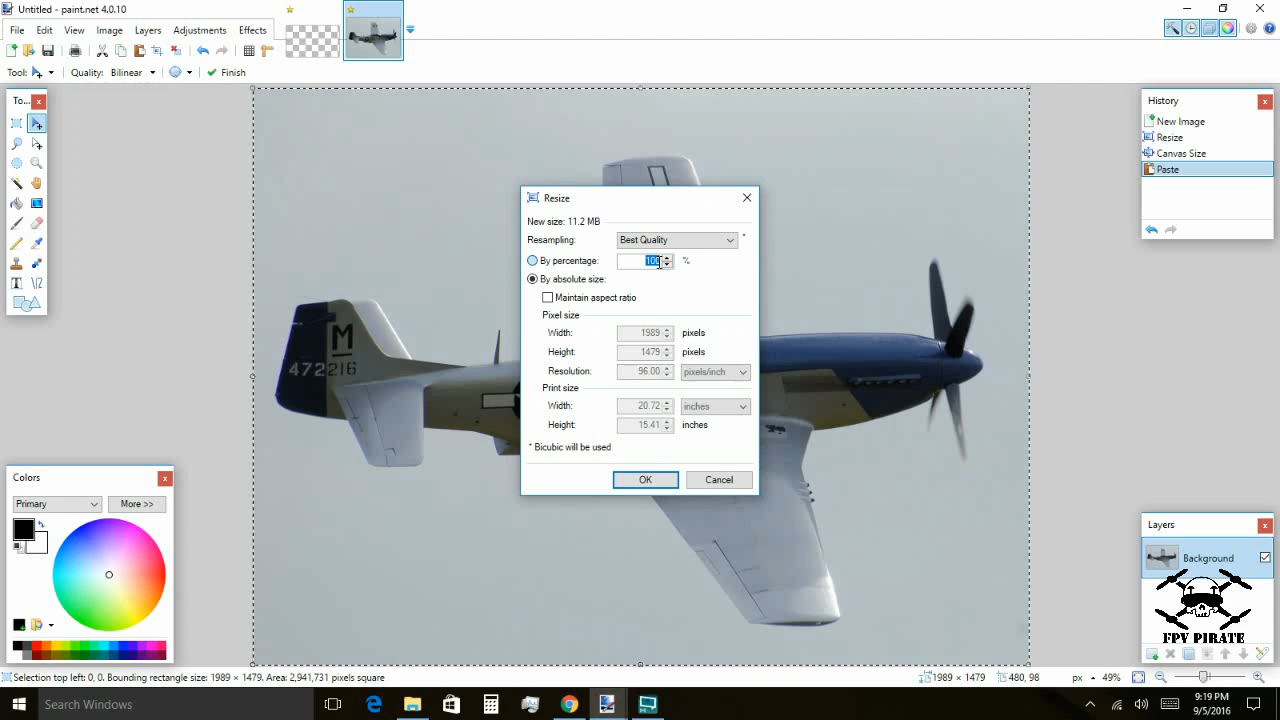 Untitled - paint.net 4.0.10
File Edit View Image Layers Adjustments Effects
Tool: Quality: Bilinear Finish
To...
History
New Image
Resize
Canvas Size
Paste
Resize
New size: 11.2 MB
Resampling: Best Quality *
By percentage: 100 %
By absolute size:
Maintain aspect ratio
Pixel size
Width: 1989 pixels
Height: 1479 pixels
Resolution: 96.00 pixels/inch
Print size
Width: 20.72 inches
Height: 15.41 inches
* Bicubic will be used
OK Cancel
M
472216
Colors
Primary More >>
Layers
Background
FPV PIRATE
Selection top left: 0, 0. Bounding rectangle size: 1989 × 1479. Area: 2,941,731 pixels square
1989 × 1479 480, 98 px 49%
Search Windows
9:19 PM
9/5/2016